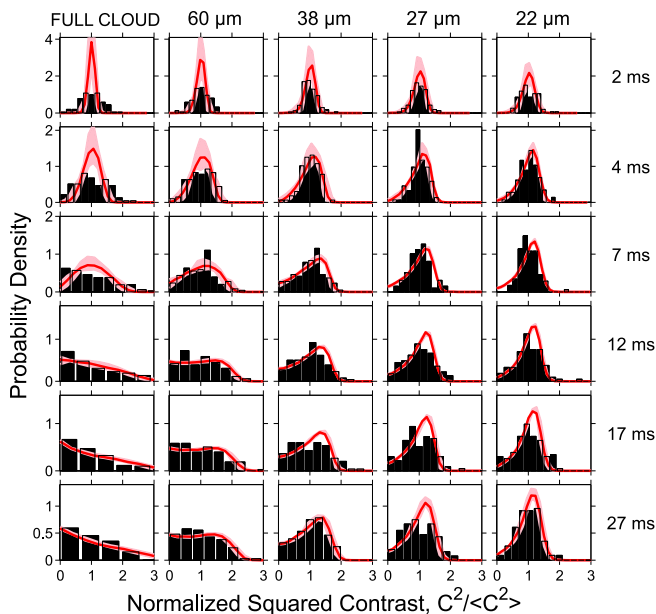 FULL CLOUD 60 µm 38 µm 27 µm 22 µm
4
2
0
2 ms
2
1
0
4 ms
2
1
0
7 ms
1
0
12 ms
1
0
17 ms
1
0.5
0
27 ms
0 1 2 3 0 1 2 3 0 1 2 3 0 1 2 3 0 1 2 3
Probability Density
Normalized Squared Contrast, C²/<C²>